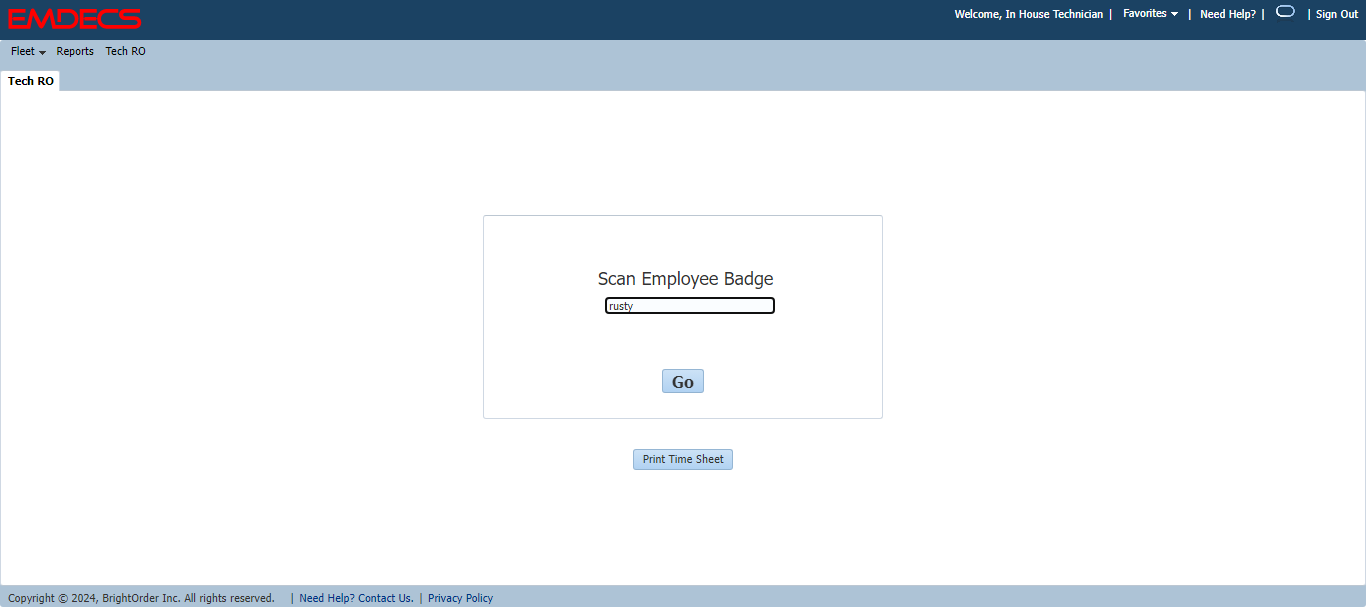 EMDECS
Welcome, In House Technician | Favorites | Need Help? | | Sign Out
Fleet Reports Tech RO
Tech RO
Scan Employee Badge
rusty
Go
Print Time Sheet
Copyright © 2024, BrightOrder Inc. All rights reserved. | Need Help? Contact Us. | Privacy Policy